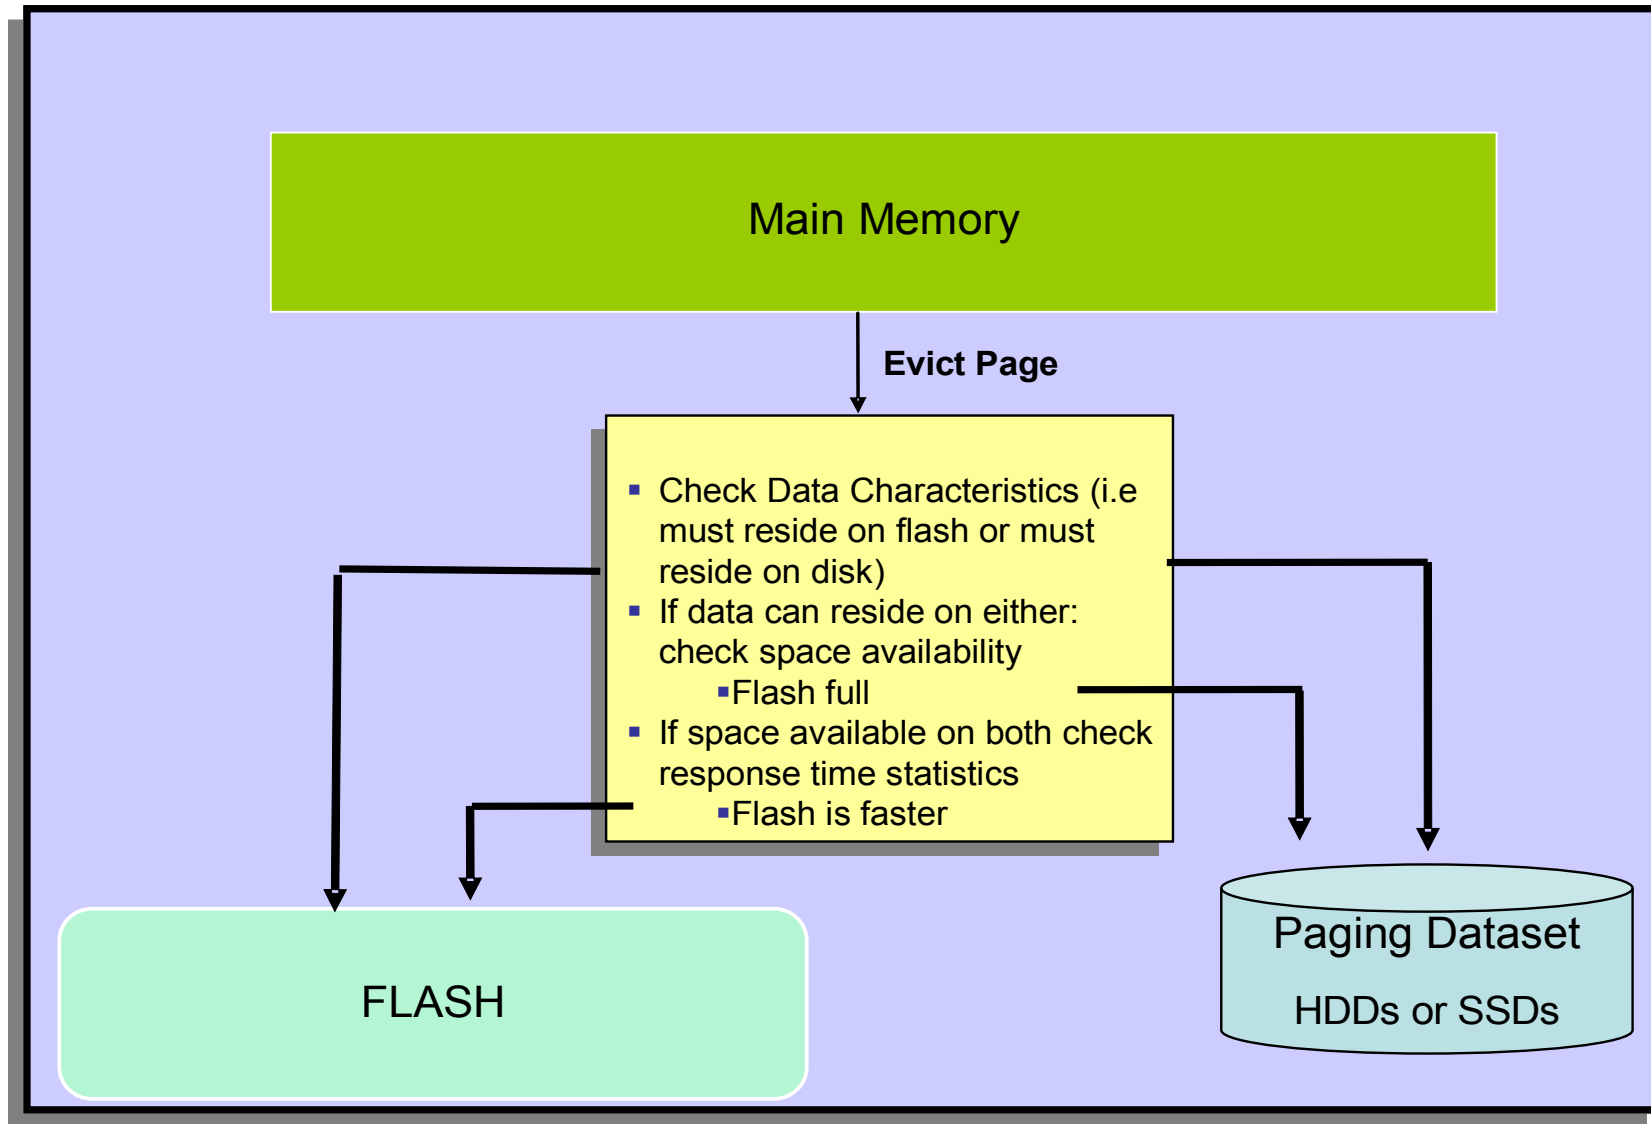 Main Memory
Evict Page
▪ Check Data Characteristics (i.e
must reside on flash or must
reside on disk)
▪ If data can reside on either:
check space availability
▪Flash full
▪ If space available on both check
response time statistics
▪Flash is faster
Paging Dataset
HDDs or SSDs
FLASH